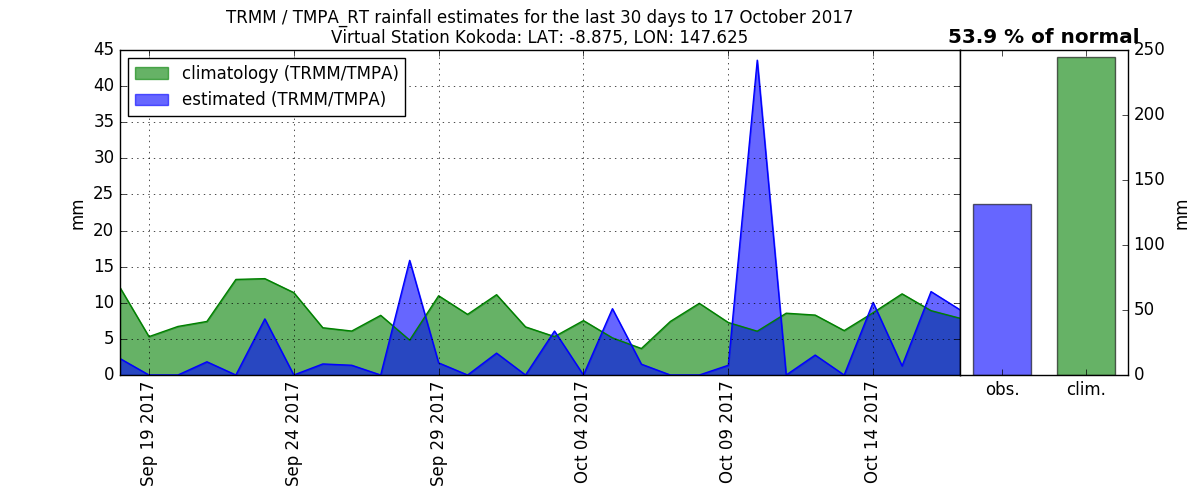 TRMM / TMPA_RT rainfall estimates for the last 30 days to 17 October 2017
Virtual Station Kokoda: LAT: -8.875, LON: 147.625
53.9 % of normal
climatology (TRMM/TMPA)
estimated (TRMM/TMPA)
mm
45
40
35
30
25
20
15
10
5
0
Sep 19 2017
Sep 24 2017
Sep 29 2017
Oct 04 2017
Oct 09 2017
Oct 14 2017
250
200
150
100
50
0
mm
obs.
clim.